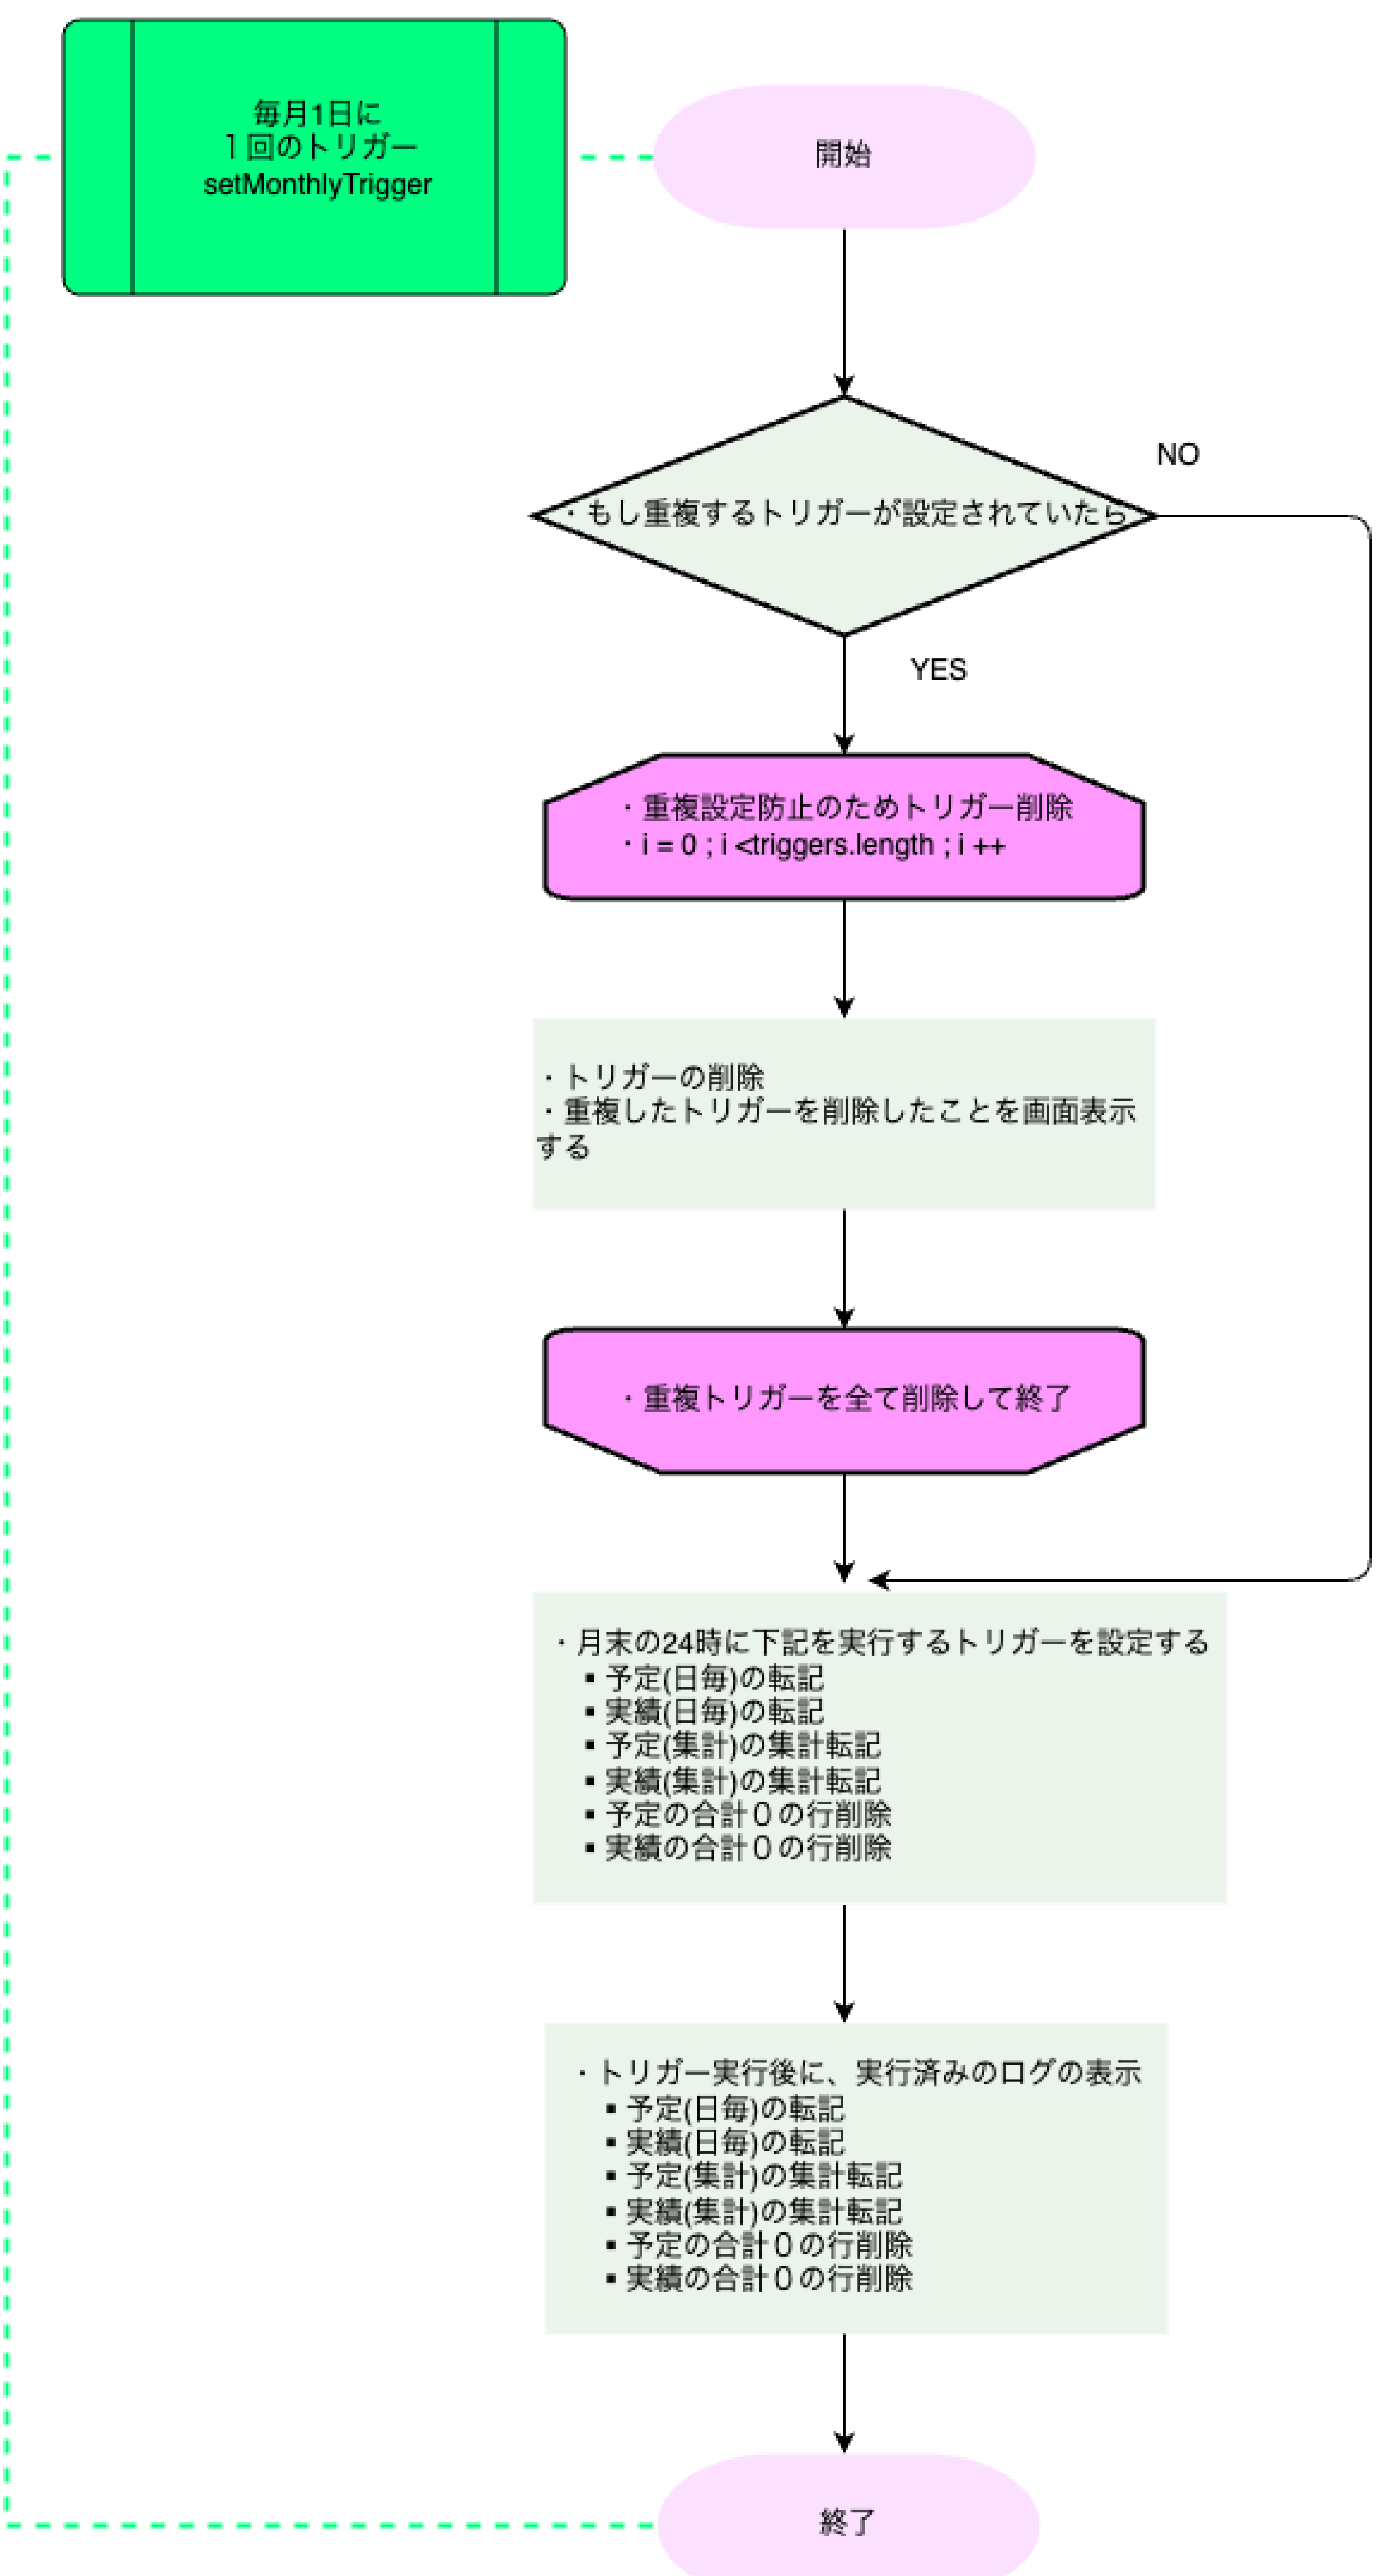 毎月1日に
１回のトリガー
setMonthlyTrigger
開始
・もし重複するトリガーが設定されていたら
NO
YES
・重複設定防止のためトリガー削除
・i = 0 ; i <triggers.length ; i ++
・トリガーの削除
・重複したトリガーを削除したことを画面表示
する
・重複トリガーを全て削除して終了
・月末の24時に下記を実行するトリガーを設定する
▪予定(日毎)の転記
▪実績(日毎)の転記
▪予定(集計)の集計転記
▪実績(集計)の集計転記
▪予定の合計０の行削除
▪実績の合計０の行削除
・トリガー実行後に、実行済みのログの表示
▪予定(日毎)の転記
▪実績(日毎)の転記
▪予定(集計)の集計転記
▪実績(集計)の集計転記
▪予定の合計０の行削除
▪実績の合計０の行削除
終了